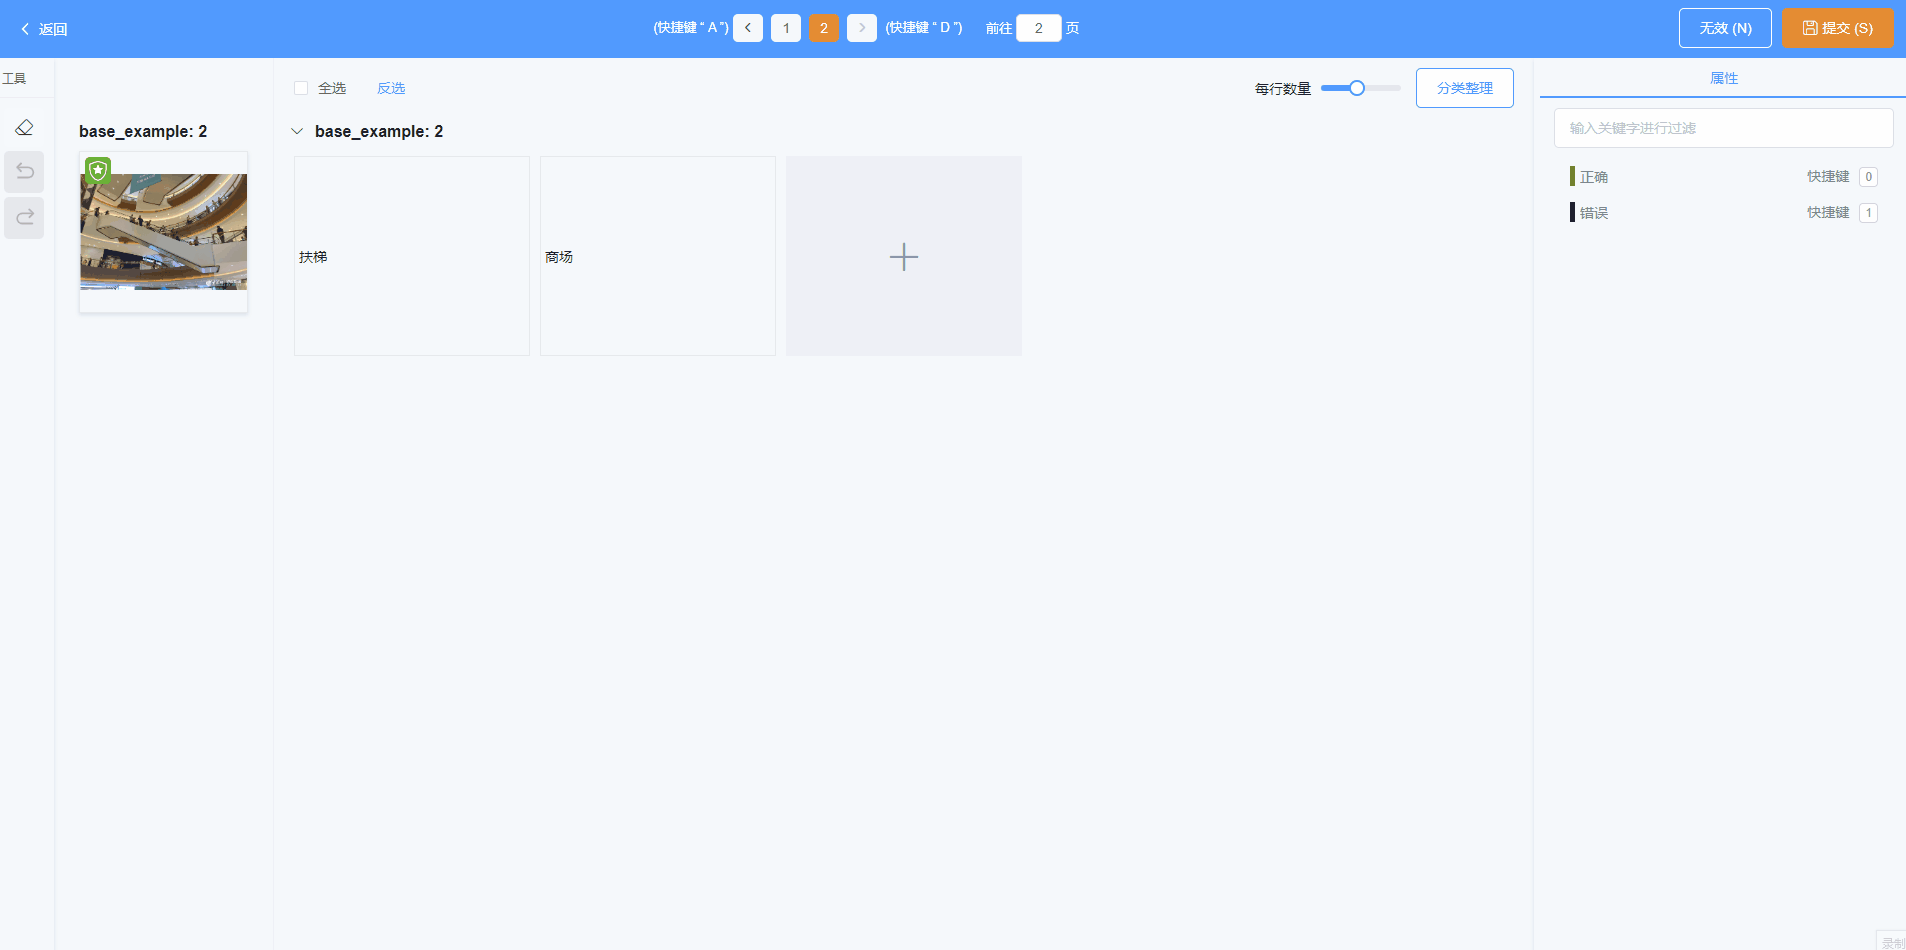 返回
(快捷键 “ A ”) 1 2 (快捷键 “ D ”) 前往 2 页
无效 (N)
提交 (S)
工具
base_example: 2
全选 反选
每行数量
分类整理
base_example: 2
扶梯
商场
属性
输入关键字进行过滤
正确 快捷键 0
错误 快捷键 1
录制